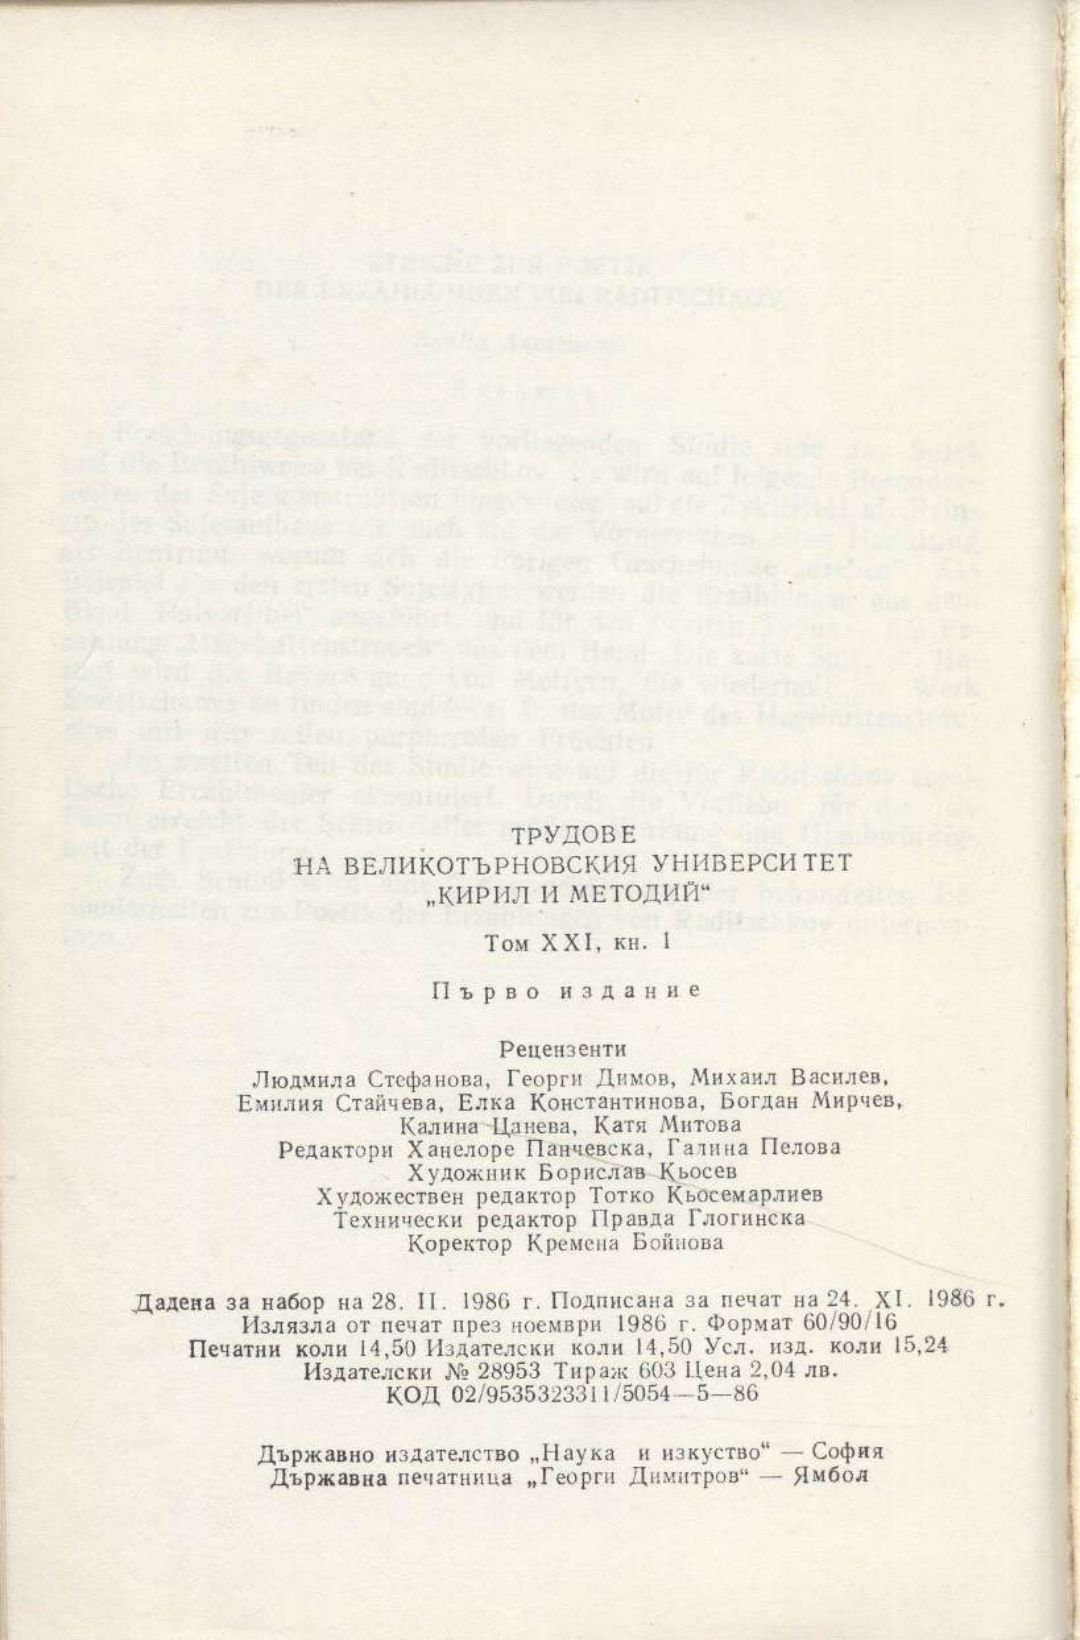 ТРУДОВЕ
НА ВЕЛИКОТЪРНОВСКИЯ УНИВЕРСИТЕТ
„КИРИЛ И МЕТОДИЙ“
Том XXI, кн. 1
Първо издание
Рецензенти
Людмила Стефанова, Георги Димов, Михаил Василев,
Емилия Стайчева, Елка Константинова, Богдан Мирчев,
Калина Цанева, Катя Митова
Редактори Ханелоре Панчевска, Галина Пелова
Художник Борислав Кьосев
Художествен редактор Тотко Кьосемарлиев
Технически редактор Правда Глогинска
Коректор Кремена Бойнова
Дадена за набор на 28. II. 1986 г. Подписана за печат на 24. XI. 1986 г.
Излязла от печат през ноември 1986 г. Формат 60/90/16
Печатни коли 14,50 Издателски коли 14,50 Усл. изд. коли 15,24
Издателски № 28953 Тираж 603 Цена 2,04 лв.
КОД 02/9535323311/5054—5—86
Държавно издателство „Наука и изкуство“ — София
Държавна печатница „Георги Димитров“ — Ямбол